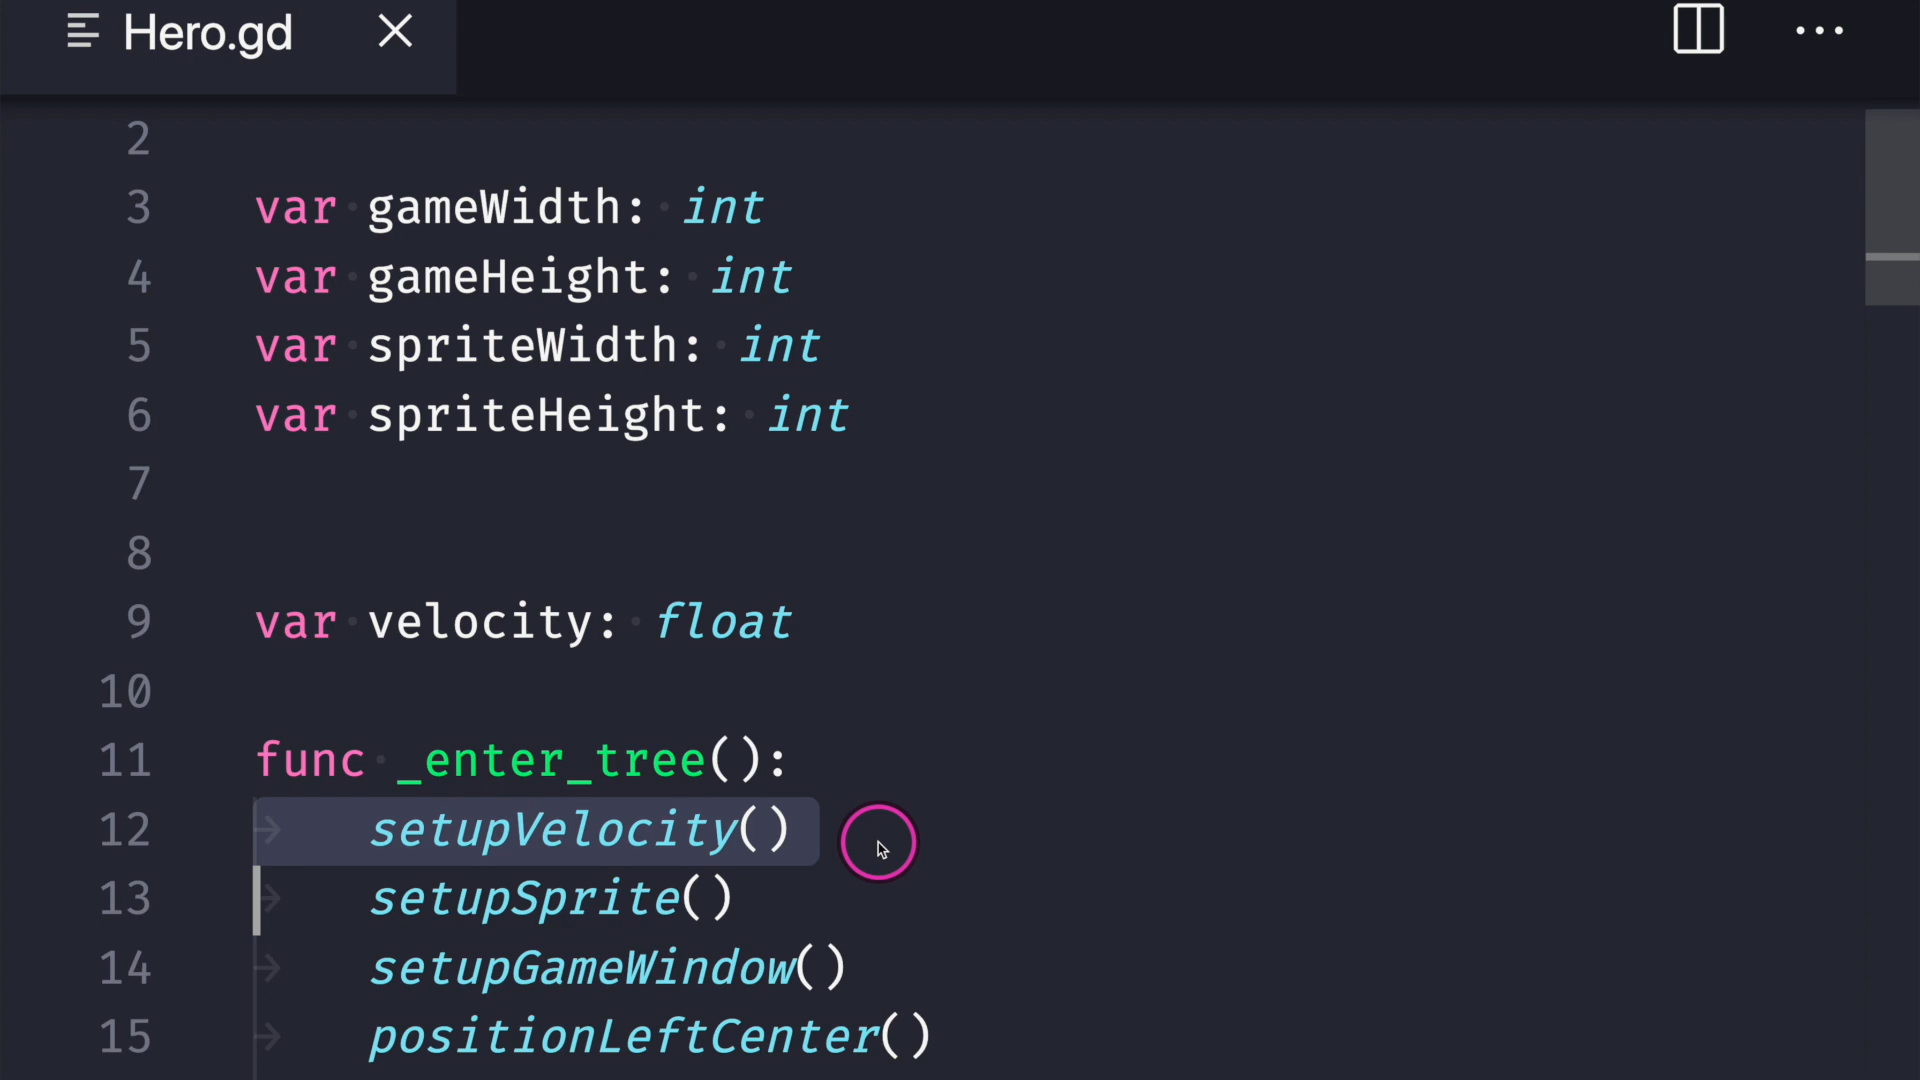 Hero.gd
2
3 var gameWidth: int
4 var gameHeight: int
5 var spriteWidth: int
6 var spriteHeight: int
7
8
9 var velocity: float
10
11 func _enter_tree():
12 setupVelocity()
13 setupSprite()
14 setupGameWindow()
15 positionLeftCenter()